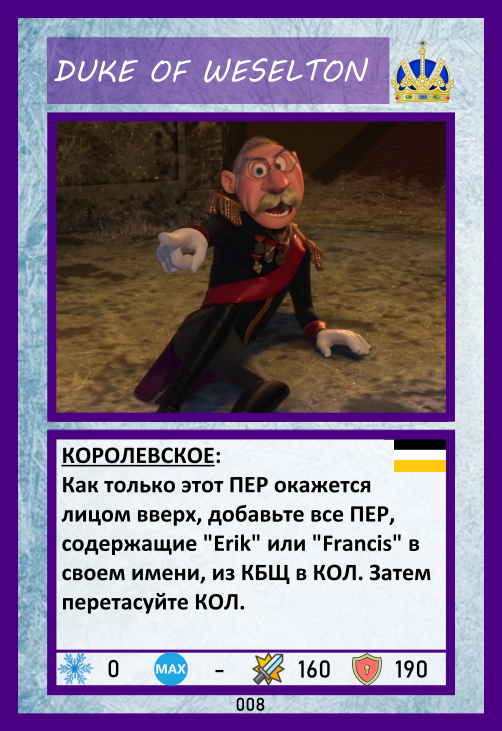 DUKE OF WESELTON
КОРОЛЕВСКОЕ:
Как только этот ПЕР окажется
лицом вверх, добавьте все ПЕР,
содержащие "Erik" или "Francis" в
своем имени, из КБЩ в КОЛ. Затем
перетасуйте КОЛ.
0 MAX - 160 190
008